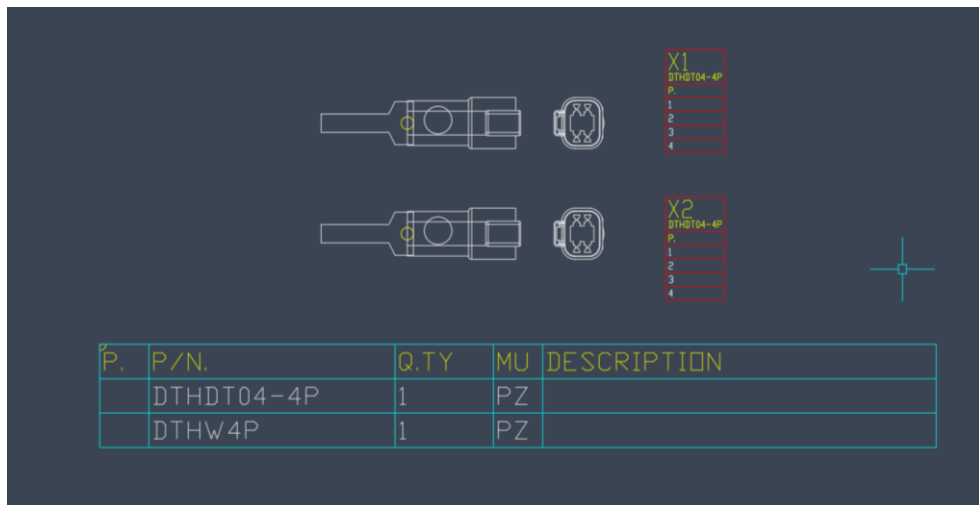 X1
DTHDT04-4P
P.
1
2
3
4
X2
DTHDT04-4P
P.
1
2
3
4
P. P/N. Q.TY MU DESCRIPTION
DTHDT04-4P 1 PZ
DTHW4P 1 PZ